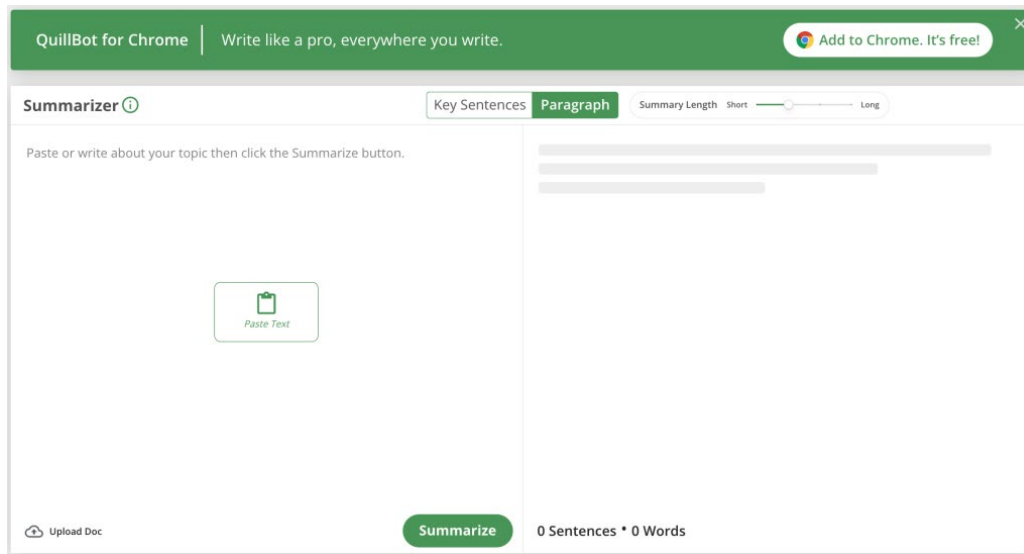 QuillBot for Chrome Write like a pro, everywhere you write. Add to Chrome. It's free!
Summarizer Key Sentences Paragraph Summary Length Short Long
Paste or write about your topic then click the Summarize button.
Paste Text
Upload Doc Summarize 0 Sentences • 0 Words